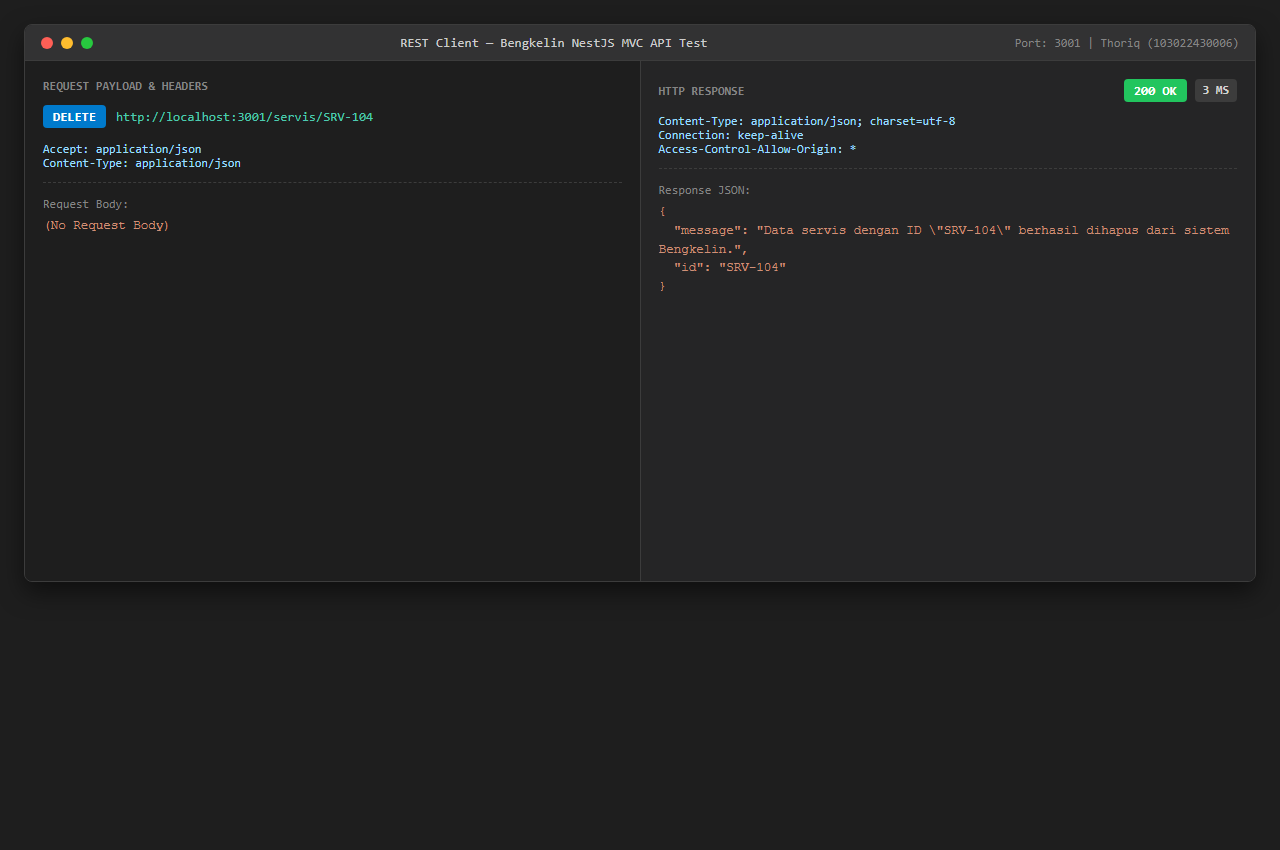 REST Client — Bengkelin NestJS MVC API Test
Port: 3001 | Thoriq (103022430006)
REQUEST PAYLOAD & HEADERS
DELETE http://localhost:3001/servis/SRV-104
Accept: application/json
Content-Type: application/json
Request Body:
(No Request Body)
HTTP RESPONSE
200 OK
3 MS
Content-Type: application/json; charset=utf-8
Connection: keep-alive
Access-Control-Allow-Origin: *
Response JSON:
{
  "message": "Data servis dengan ID \"SRV-104\" berhasil dihapus dari sistem
Bengkelin.",
  "id": "SRV-104"
}